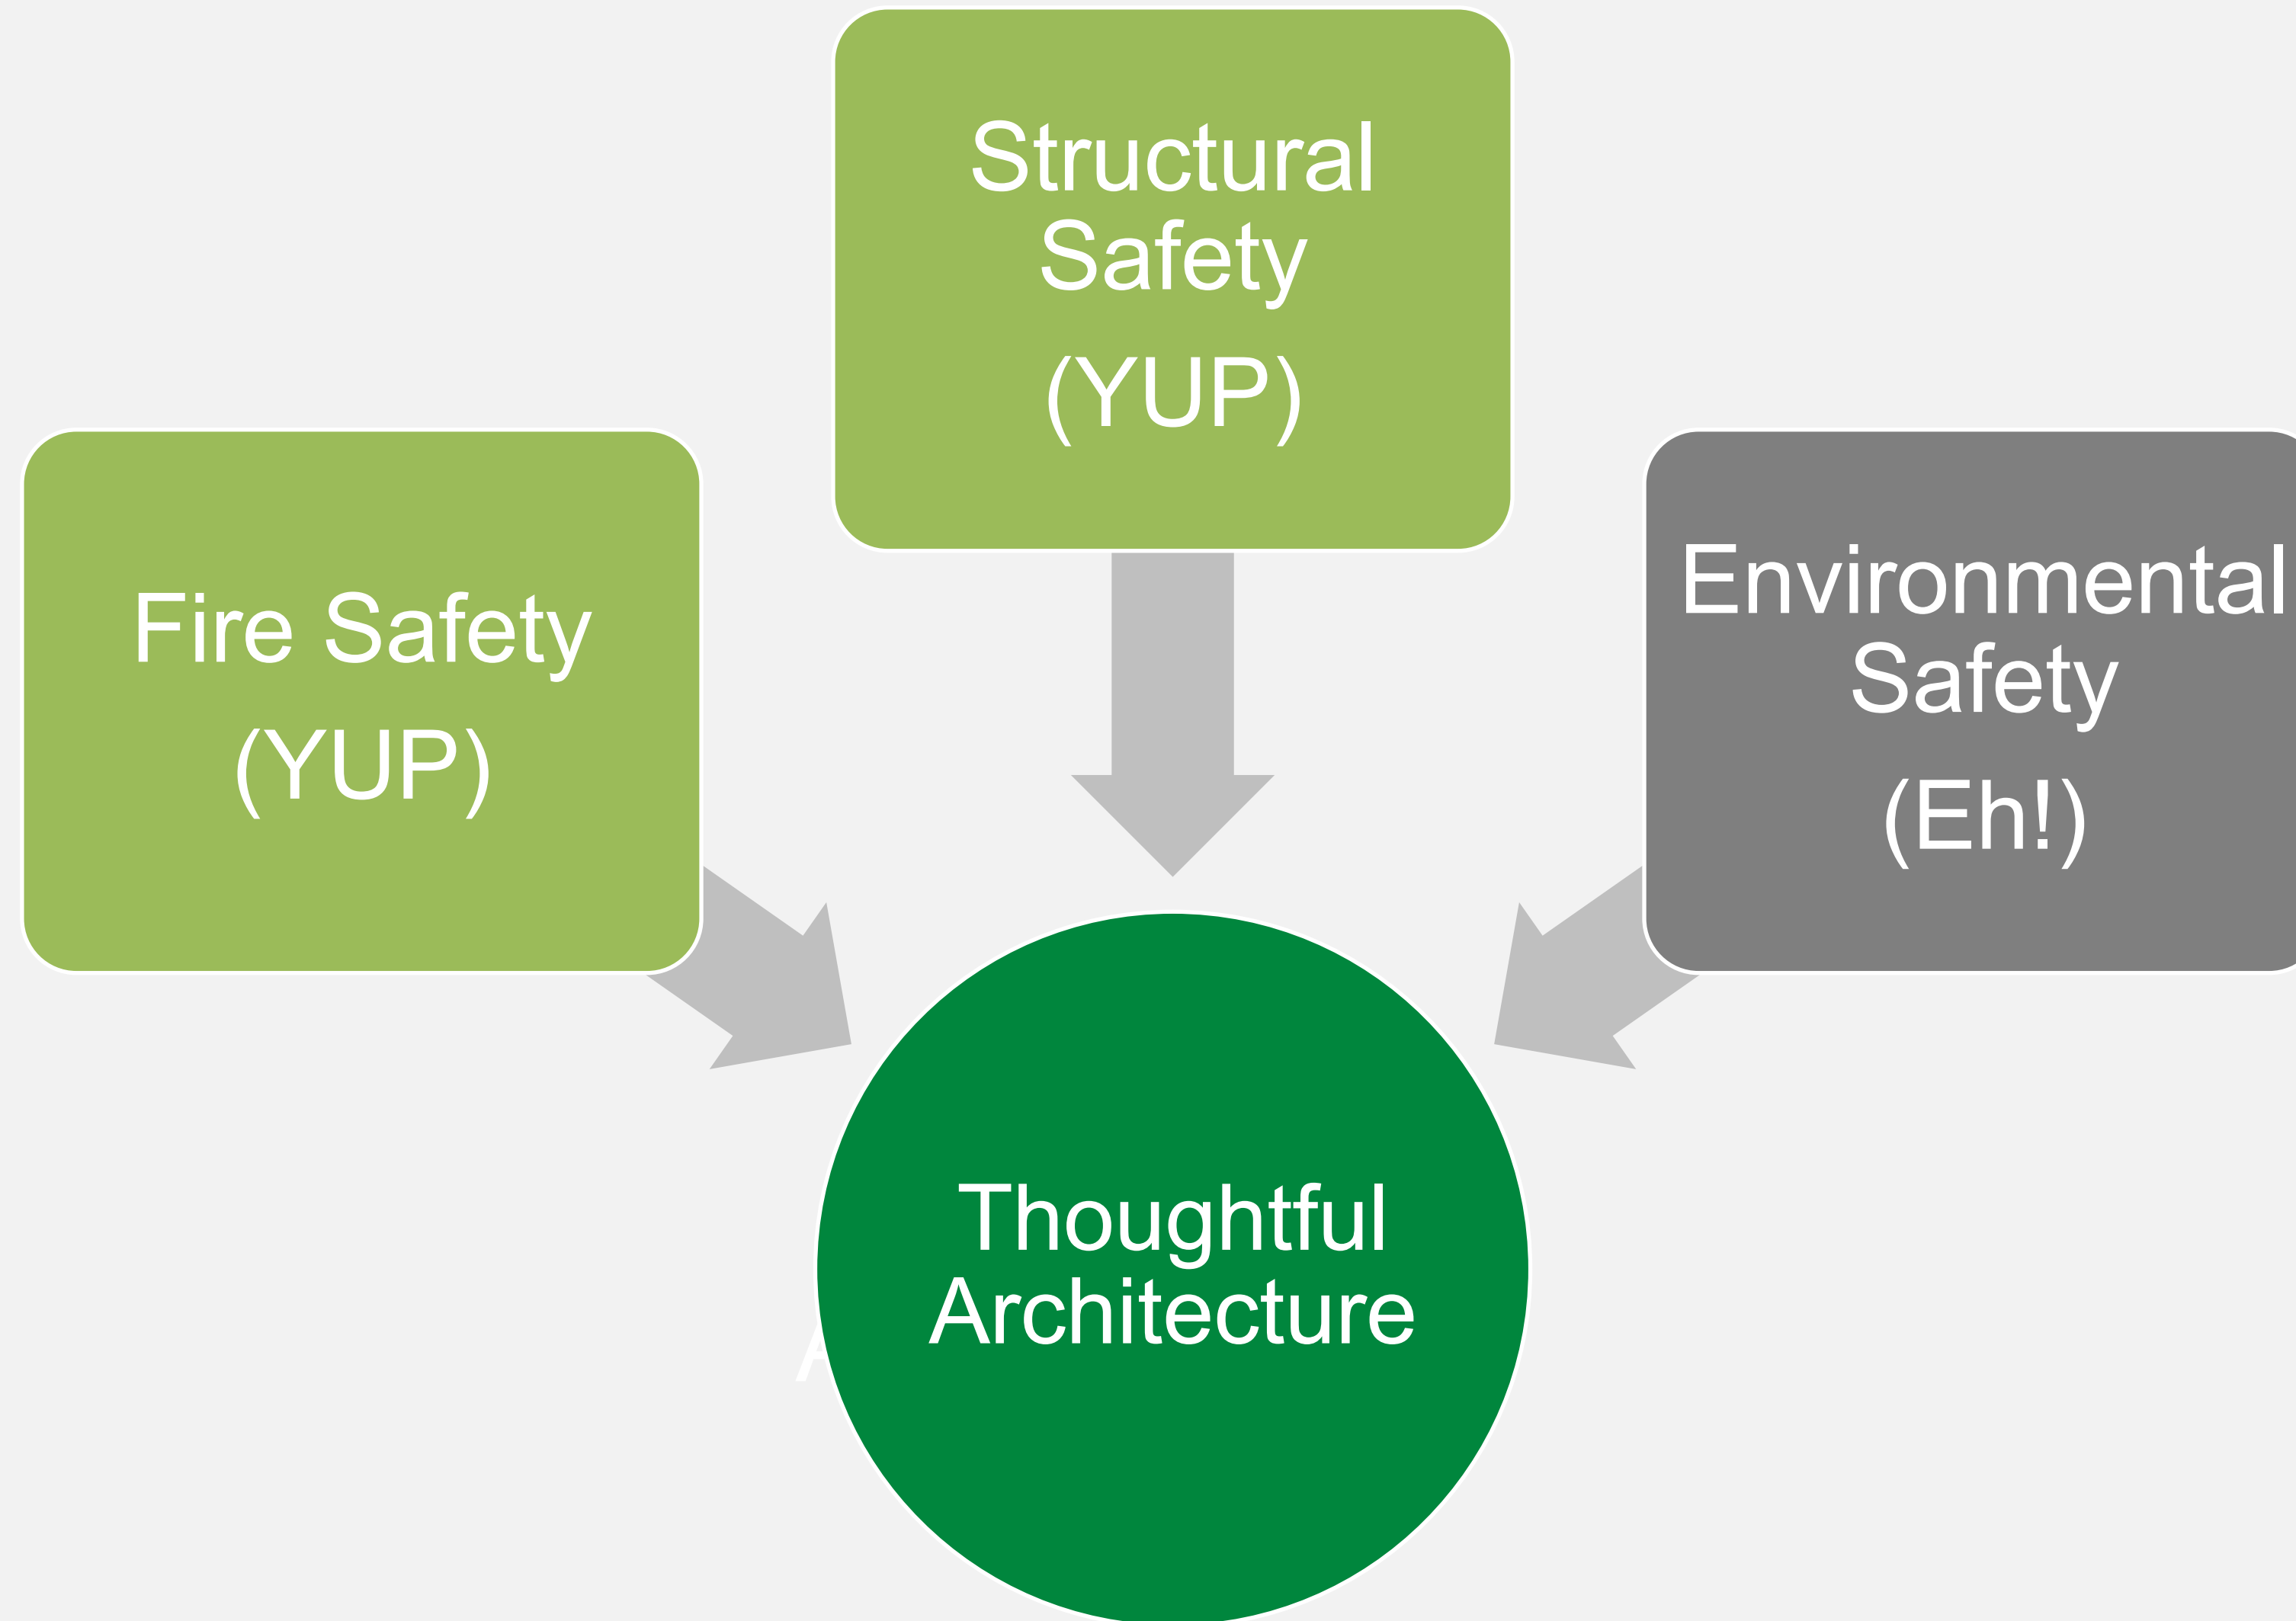 Structural
Safety
(YUP)
Fire Safety
(YUP)
Environmental
Safety
(Eh!)
Thoughtful
Architecture